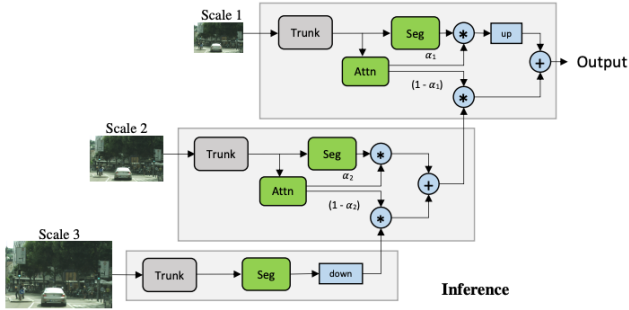 Scale 1
Trunk
Seg
α₁
*
up
Attn
(1 - α₁)
*
+
Output
Scale 2
Trunk
Seg
α₂
*
Attn
(1 - α₂)
*
+
Scale 3
Trunk
Seg
down
Inference